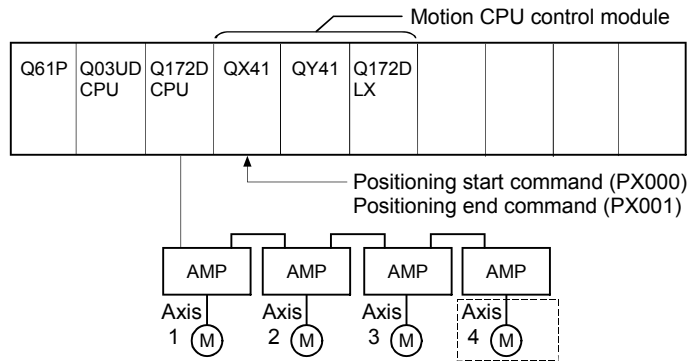 Motion CPU control module
Q61P Q03UD CPU Q172D CPU QX41 QY41 Q172D LX
Positioning start command (PX000)
Positioning end command (PX001)
AMP AMP AMP AMP
Axis 1 M Axis 2 M Axis 3 M Axis 4 M